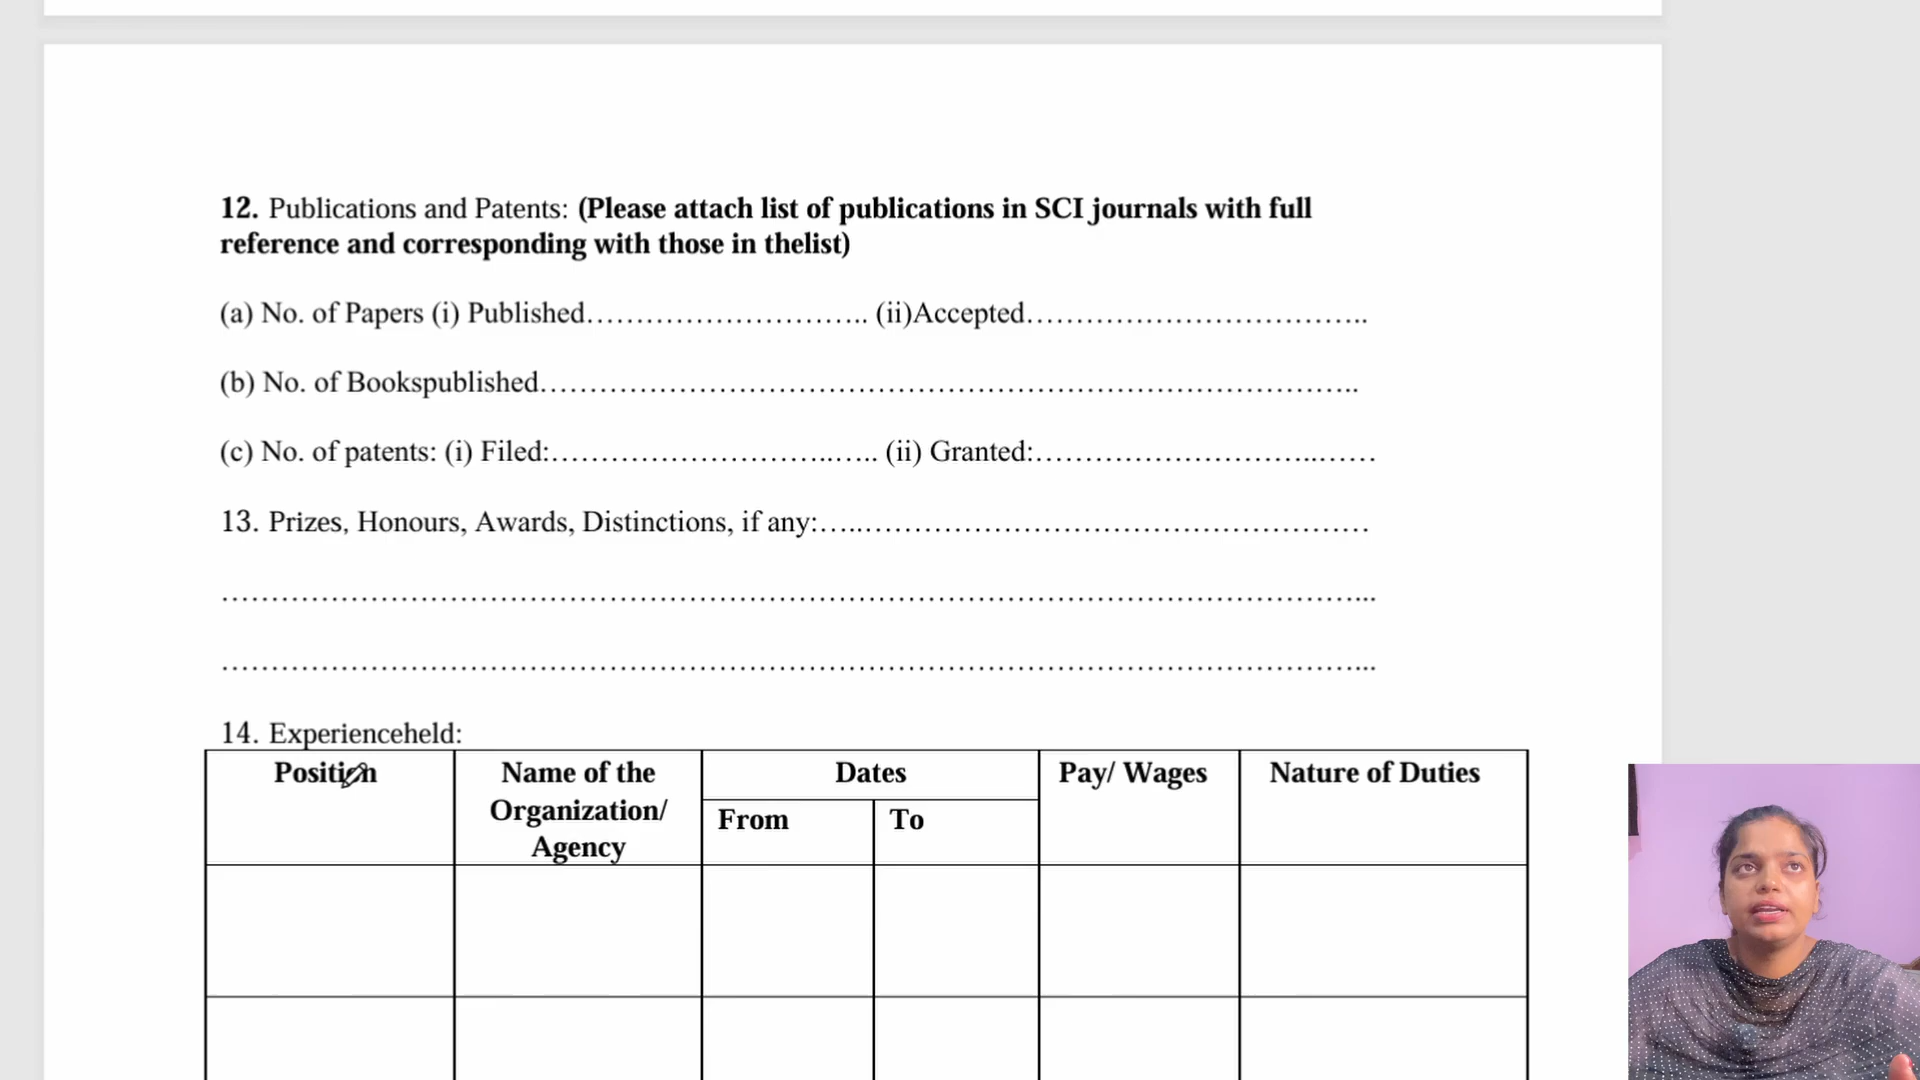 12. Publications and Patents: (Please attach list of publications in SCI journals with full
reference and corresponding with those in thelist)
(a) No. of Papers (i) Published……………………….. (ii)Accepted……………………………..
(b) No. of Bookspublished………………………………………………………………………..
(c) No. of patents: (i) Filed:………………………..….. (ii) Granted:………………………..……
13. Prizes, Honours, Awards, Distinctions, if any:…..……………………………………………
……………………………………………………………………………………………………...
……………………………………………………………………………………………………...
14. Experienceheld:
Position Name of the Organization/ Agency Dates Pay/ Wages Nature of Duties
From To